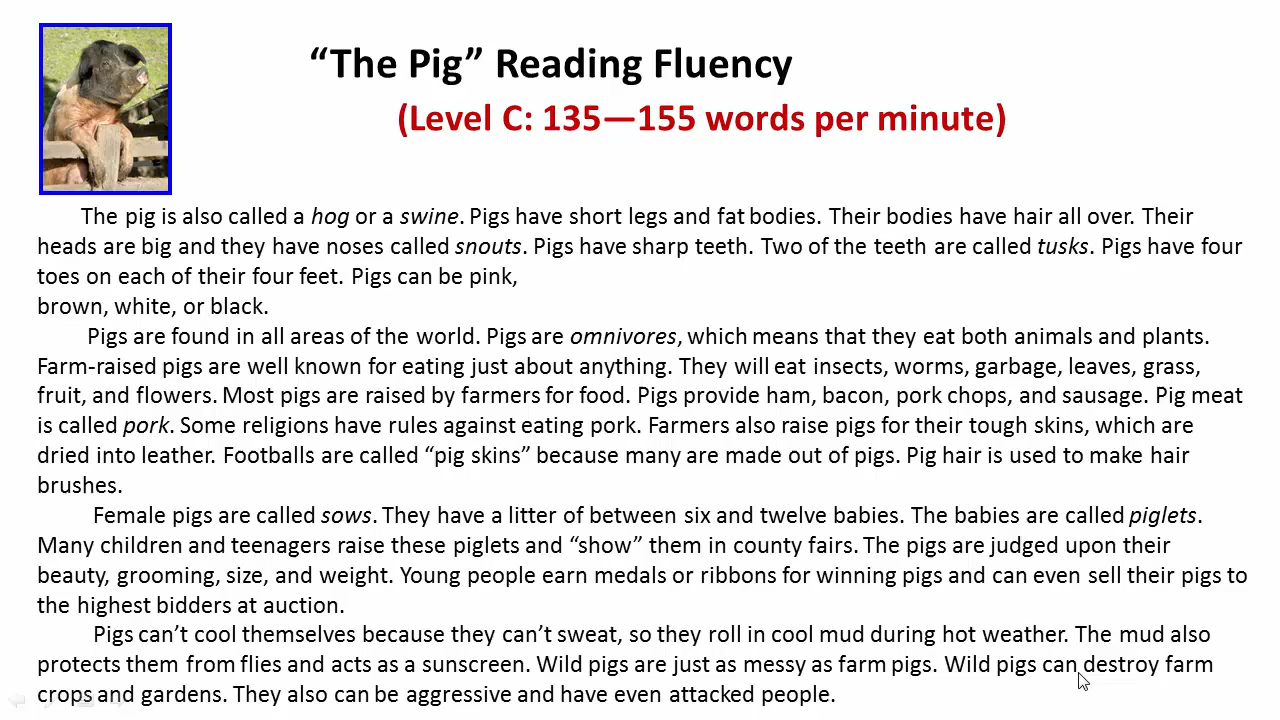 “The Pig” Reading Fluency
(Level C: 135—155 words per minute)
The pig is also called a hog or a swine. Pigs have short legs and fat bodies. Their bodies have hair all over. Their
heads are big and they have noses called snouts. Pigs have sharp teeth. Two of the teeth are called tusks. Pigs have four
toes on each of their four feet. Pigs can be pink,
brown, white, or black.
Pigs are found in all areas of the world. Pigs are omnivores, which means that they eat both animals and plants.
Farm-raised pigs are well known for eating just about anything. They will eat insects, worms, garbage, leaves, grass,
fruit, and flowers. Most pigs are raised by farmers for food. Pigs provide ham, bacon, pork chops, and sausage. Pig meat
is called pork. Some religions have rules against eating pork. Farmers also raise pigs for their tough skins, which are
dried into leather. Footballs are called “pig skins” because many are made out of pigs. Pig hair is used to make hair
brushes.
Female pigs are called sows. They have a litter of between six and twelve babies. The babies are called piglets.
Many children and teenagers raise these piglets and “show” them in county fairs. The pigs are judged upon their
beauty, grooming, size, and weight. Young people earn medals or ribbons for winning pigs and can even sell their pigs to
the highest bidders at auction.
Pigs can’t cool themselves because they can’t sweat, so they roll in cool mud during hot weather. The mud also
protects them from flies and acts as a sunscreen. Wild pigs are just as messy as farm pigs. Wild pigs can destroy farm
crops and gardens. They also can be aggressive and have even attacked people.